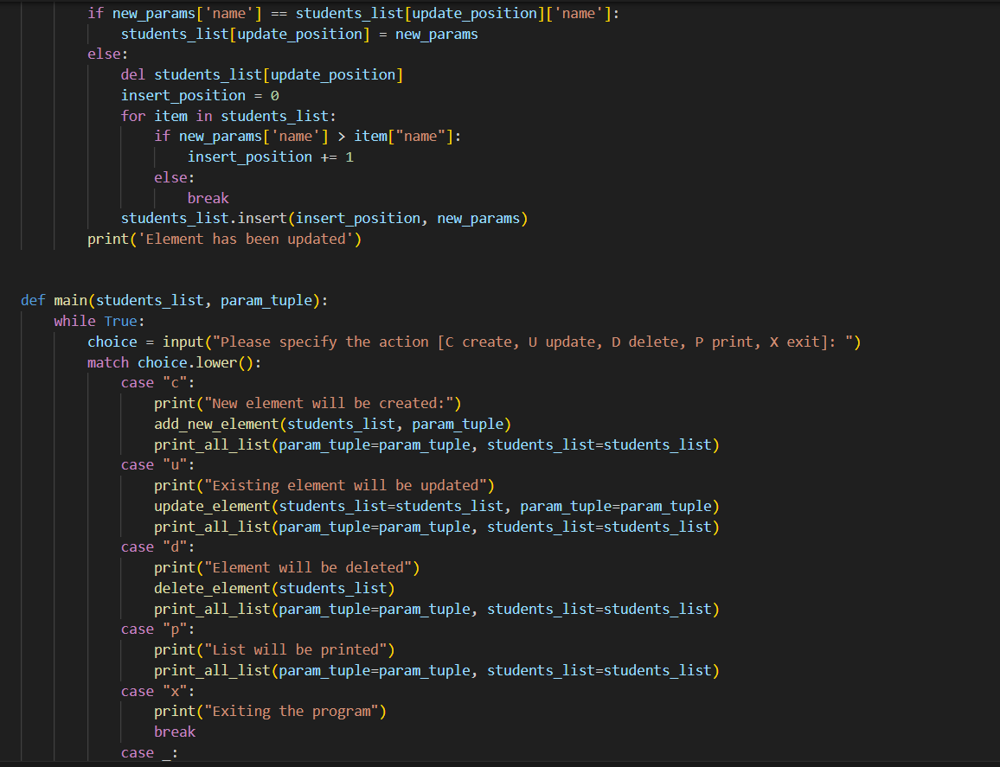 if new_params['name'] == students_list[update_position]['name']:
            students_list[update_position] = new_params
        else:
            del students_list[update_position]
            insert_position = 0
            for item in students_list:
                if new_params['name'] > item["name"]:
                    insert_position += 1
                else:
                    break
            students_list.insert(insert_position, new_params)
        print('Element has been updated')


def main(students_list, param_tuple):
    while True:
        choice = input("Please specify the action [C create, U update, D delete, P print, X exit]: ")
        match choice.lower():
            case "c":
                print("New element will be created:")
                add_new_element(students_list, param_tuple)
                print_all_list(param_tuple=param_tuple, students_list=students_list)
            case "u":
                print("Existing element will be updated")
                update_element(students_list=students_list, param_tuple=param_tuple)
                print_all_list(param_tuple=param_tuple, students_list=students_list)
            case "d":
                print("Element will be deleted")
                delete_element(students_list)
                print_all_list(param_tuple=param_tuple, students_list=students_list)
            case "p":
                print("List will be printed")
                print_all_list(param_tuple=param_tuple, students_list=students_list)
            case "x":
                print("Exiting the program")
                break
            case _: